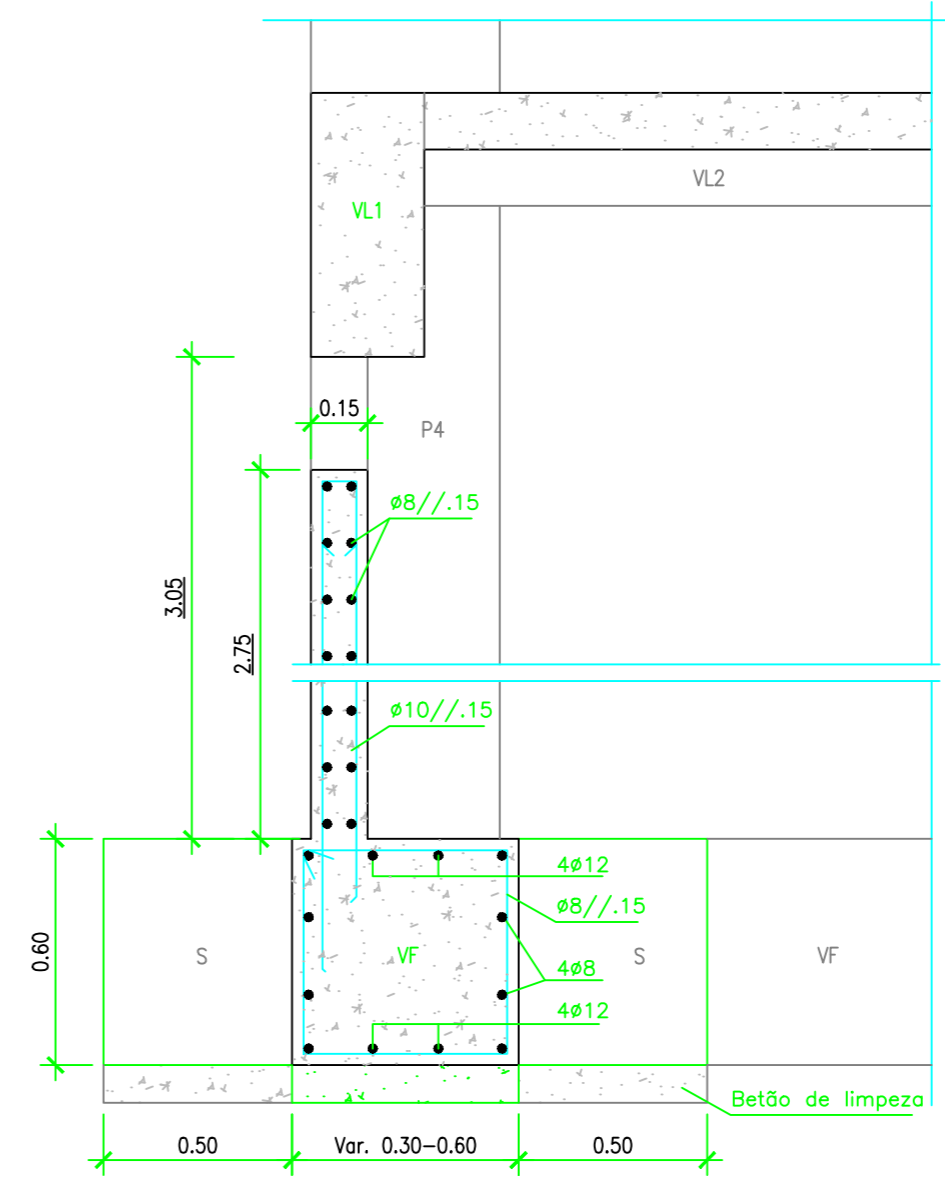 VL2
VL1
0.15
P4
ø8//.15
3.05
2.75
ø10//.15
4ø12
ø8//.15
0.60
S
VF
S
VF
4ø8
4ø12
Betão de limpeza
0.50
Var. 0.30-0.60
0.50